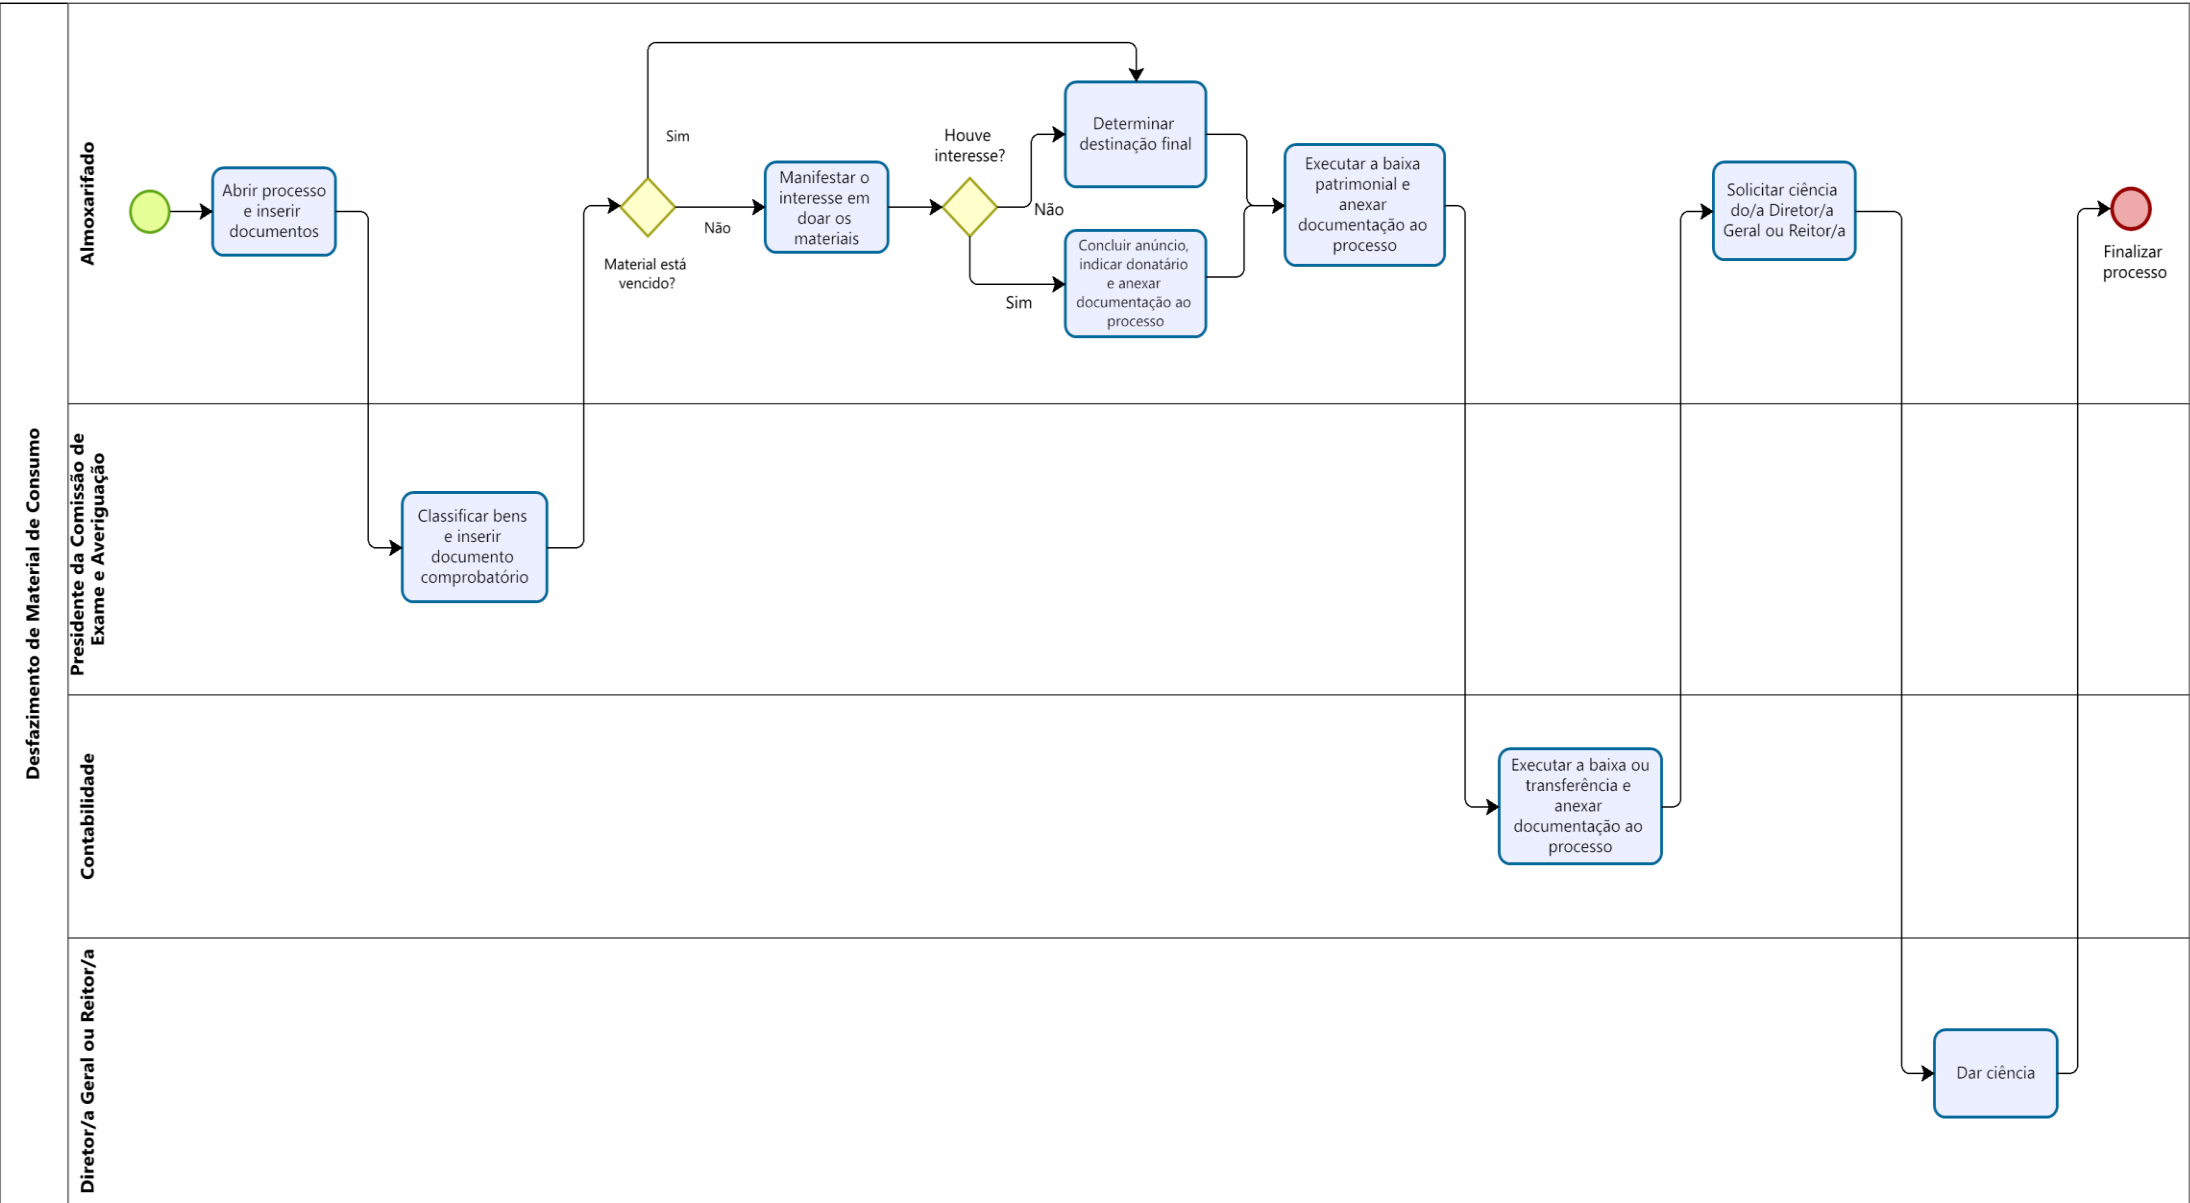 Desfazimento de Material de Consumo
Almoxarifado
Abrir processo
e inserir
documentos
Sim
Material está
vencido?
Não
Manifestar o
interesse em
doar os
materiais
Houve
interesse?
Não
Sim
Determinar
destinação final
Concluir anúncio,
indicar donatário
e anexar
documentação ao
processo
Executar a baixa
patrimonial e
anexar
documentação ao
processo
Solicitar ciência
do/a Diretor/a
Geral ou Reitor/a
Finalizar
processo
Presidente da Comissão de
Exame e Averiguação
Classificar bens
e inserir
documento
comprobatório
Contabilidade
Executar a baixa ou
transferência e
anexar
documentação ao
processo
Diretor/a Geral ou Reitor/a
Dar ciência